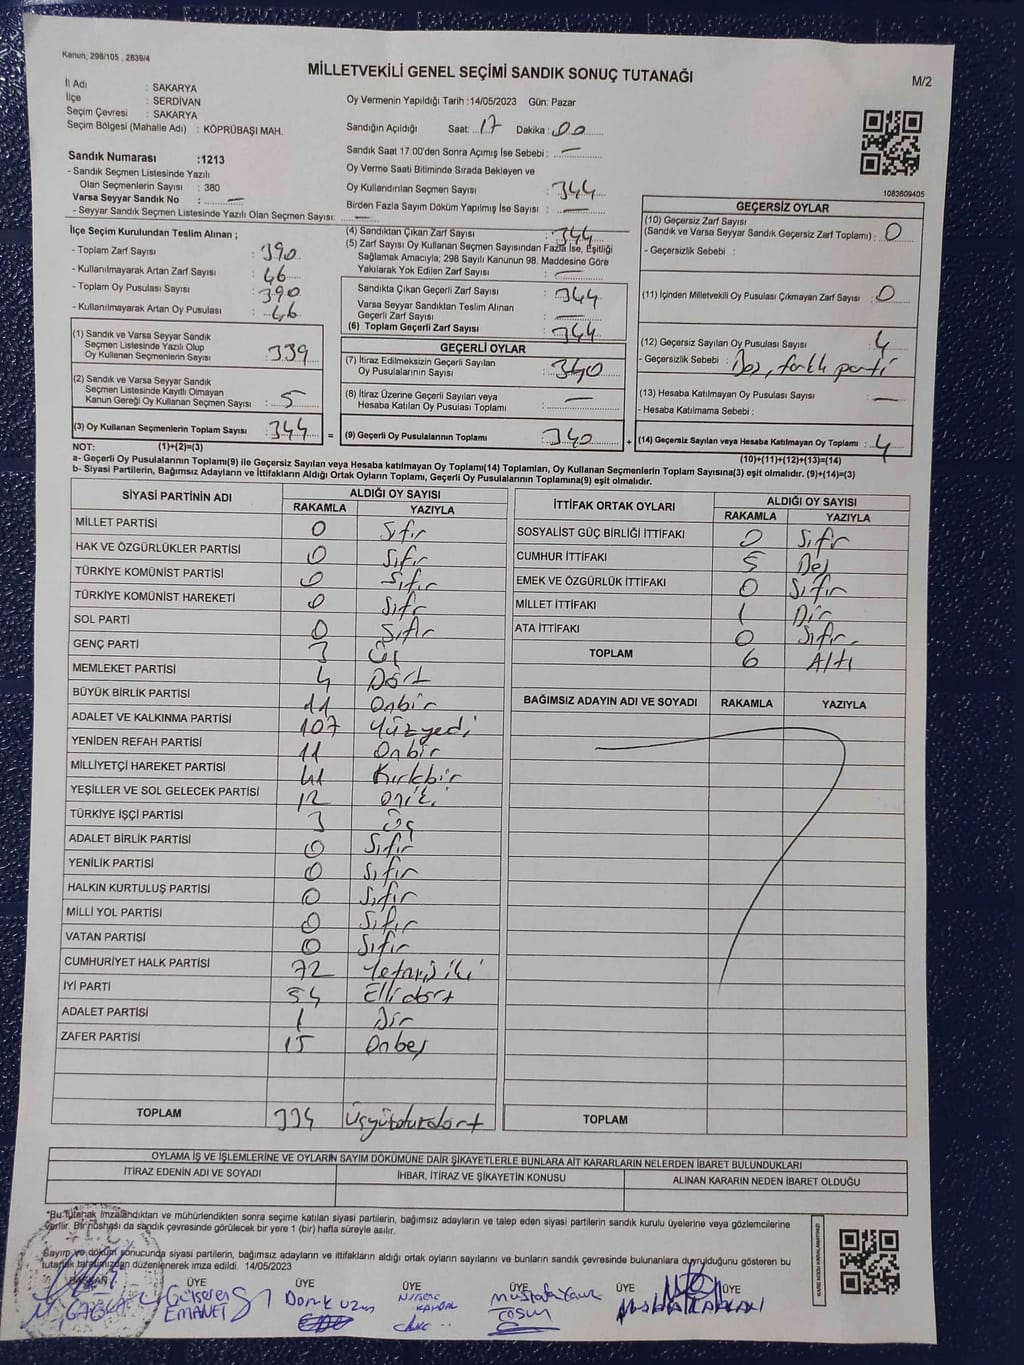 Kanun, 298/105 , 2839/4
MİLLETVEKİLİ GENEL SEÇİMİ SANDIK SONUÇ TUTANAĞI
M/2
İl Adı : SAKARYA
İlçe : SERDİVAN
Seçim Çevresi : SAKARYA
Seçim Bölgesi (Mahalle Adı) : KÖPRÜBAŞI MAH.
Oy Vermenin Yapıldığı Tarih :14/05/2023 Gün: Pazar
Sandığın Açıldığı Saat: 17 Dakika: 00
Sandık Saat 17.00'den Sonra Açımış İse Sebebi : —
Sandık Numarası :1213
- Sandık Seçmen Listesinde Yazılı
Olan Seçmenlerin Sayısı : 380
Varsa Seyyar Sandık No : —
- Seyyar Sandık Seçmen Listesinde Yazılı Olan Seçmen Sayısı: —
Oy Verme Saati Bitiminde Sırada Bekleyen ve
Oy Kullandırılan Seçmen Sayısı : 344
Birden Fazla Sayım Döküm Yapılmış İse Sayısı : —
1083609405
İlçe Seçim Kurulundan Teslim Alınan ;
- Toplam Zarf Sayısı : 390
- Kullanılmayarak Artan Zarf Sayısı : 46
- Toplam Oy Pusulası Sayısı : 390
- Kullanılmayarak Artan Oy Pusulası : 46
(4) Sandıktan Çıkan Zarf Sayısı : 344
(5) Zarf Sayısı Oy Kullanan Seçmen Sayısından Fazla İse, Eşitliği
Sağlamak Amacıyla; 298 Sayılı Kanunun 98. Maddesine Göre
Yakılarak Yok Edilen Zarf Sayısı : —
Sandıkta Çıkan Geçerli Zarf Sayısı : 344
Varsa Seyyar Sandıktan Teslim Alınan
Geçerli Zarf Sayısı : —
(6) Toplam Geçerli Zarf Sayısı : 344
GEÇERSİZ OYLAR
(10) Geçersiz Zarf Sayısı
(Sandık ve Varsa Seyyar Sandık Geçersiz Zarf Toplamı) : 0
- Geçersizlik Sebebi :
(11) İçinden Milletvekili Oy Pusulası Çıkmayan Zarf Sayısı : 0
(12) Geçersiz Sayılan Oy Pusulası Sayısı : 4
- Geçersizlik Sebebi : Boş, farklı parti
(13) Hesaba Katılmayan Oy Pusulası Sayısı : —
- Hesaba Katılmama Sebebi :
(14) Geçersiz Sayılan veya Hesaba Katılmayan Oy Toplamı : 4
(10)+(11)+(12)+(13)=(14)
(1) Sandık ve Varsa Seyyar Sandık
Seçmen Listesinde Yazılı Olup
Oy Kullanan Seçmenlerin Sayısı : 339
(2) Sandık ve Varsa Seyyar Sandık
Seçmen Listesinde Kayıtlı Olmayan
Kanun Gereği Oy Kullanan Seçmen Sayısı : 5
(3) Oy Kullanan Seçmenlerin Toplam Sayısı : 344 =
GEÇERLİ OYLAR
(7) İtiraz Edilmeksizin Geçerli Sayılan
Oy Pusulalarının Sayısı : 340
(8) İtiraz Üzerine Geçerli Sayılan veya
Hesaba Katılan Oy Pusulası Toplamı : —
(9) Geçerli Oy Pusulalarının Toplamı : 340 +
NOT: (1)+(2)=(3)
a- Geçerli Oy Pusulalarının Toplamı(9) ile Geçersiz Sayılan veya Hesaba katılmayan Oy Toplamı(14) Toplamları, Oy Kullanan Seçmenlerin Toplam Sayısına(3) eşit olmalıdır. (9)+(14)=(3)
b- Siyasi Partilerin, Bağımsız Adayların ve İttifakların Aldığı Ortak Oyların Toplamı, Geçerli Oy Pusulalarının Toplamına(9) eşit olmalıdır.
SİYASİ PARTİNİN ADI ALDIĞI OY SAYISI
RAKAMLA YAZIYLA
MİLLET PARTİSİ 0 Sıfır
HAK VE ÖZGÜRLÜKLER PARTİSİ 0 Sıfır
TÜRKİYE KOMÜNİST PARTİSİ 0 Sıfır
TÜRKİYE KOMÜNİST HAREKETİ 0 Sıfır
SOL PARTİ 0 Sıfır
GENÇ PARTİ 3 Üç
MEMLEKET PARTİSİ 4 Dört
BÜYÜK BİRLİK PARTİSİ 11 Onbir
ADALET VE KALKINMA PARTİSİ 107 Yüzyedi
YENİDEN REFAH PARTİSİ 11 Onbir
MİLLİYETÇİ HAREKET PARTİSİ 41 Kırkbir
YEŞİLLER VE SOL GELECEK PARTİSİ 12 Oniki
TÜRKİYE İŞÇİ PARTİSİ 3 Üç
ADALET BİRLİK PARTİSİ 0 Sıfır
YENİLİK PARTİSİ 0 Sıfır
HALKIN KURTULUŞ PARTİSİ 0 Sıfır
MİLLİ YOL PARTİSİ 0 Sıfır
VATAN PARTİSİ 0 Sıfır
CUMHURİYET HALK PARTİSİ 72 Yetmiş iki
İYİ PARTİ 54 Ellidört
ADALET PARTİSİ 1 Bir
ZAFER PARTİSİ 15 Onbeş
TOPLAM 334 Üçyüzotuzdört
İTTİFAK ORTAK OYLARI ALDIĞI OY SAYISI
RAKAMLA YAZIYLA
SOSYALİST GÜÇ BİRLİĞİ İTTİFAKI 0 Sıfır
CUMHUR İTTİFAKI 5 Beş
EMEK VE ÖZGÜRLÜK İTTİFAKI 0 Sıfır
MİLLET İTTİFAKI 1 Bir
ATA İTTİFAKI 0 Sıfır
TOPLAM 6 Altı
BAĞIMSIZ ADAYIN ADI VE SOYADI RAKAMLA YAZIYLA
TOPLAM
OYLAMA İŞ VE İŞLEMLERİNE VE OYLARIN SAYIM DÖKÜMÜNE DAİR ŞİKAYETLERLE BUNLARA AİT KARARLARIN NELERDEN İBARET BULUNDUKLARI
İTİRAZ EDENİN ADI VE SOYADI İHBAR, İTİRAZ VE ŞİKAYETİN KONUSU ALINAN KARARIN NEDEN İBARET OLDUĞU
*Bu tutanak imzalandıktan ve mühürlendikten sonra seçime katılan siyasi partilerin, bağımsız adayların ve talep eden siyasi partilerin sandık kurulu üyelerine veya gözlemcilerine
verilir. Bir nüshası da sandık çevresinde görülecek bir yere 1 (bir) hafta süreyle asılır.
Sayım ve döküm sonucunda siyasi partilerin, bağımsız adayların ve ittifakların aldığı ortak oyların sayılarını ve bunların sandık çevresinde bulunanlara duyrulduğunu gösteren bu
tutanak tarafımızdan düzenlenerek imza edildi. 14/05/2023
BAŞKAN ÜYE ÜYE ÜYE ÜYE ÜYE ÜYE
Gülseren
EMANET
Mustafa